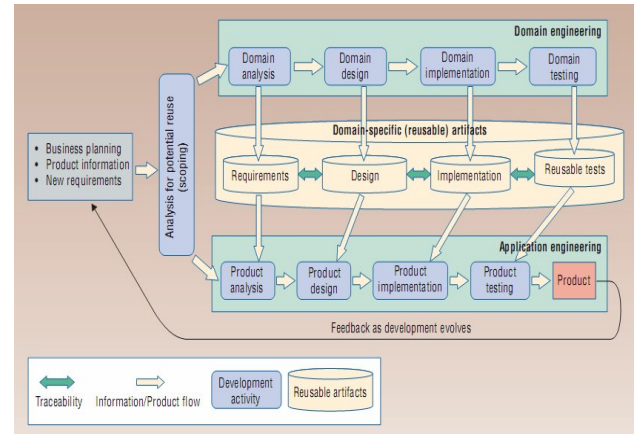 Domain engineering
Domain
analysis
Domain
design
Domain
implementation
Domain
testing
Domain-specific (reusable) artifacts
• Business planning
• Product information
• New requirements
Analysis for potential reuse
(scoping)
Requirements
Design
Implementation
Reusable tests
Application engineering
Product
analysis
Product
design
Product
implementation
Product
testing
Product
Feedback as development evolves
Traceability
Information/Product flow
Development
activity
Reusable artifacts